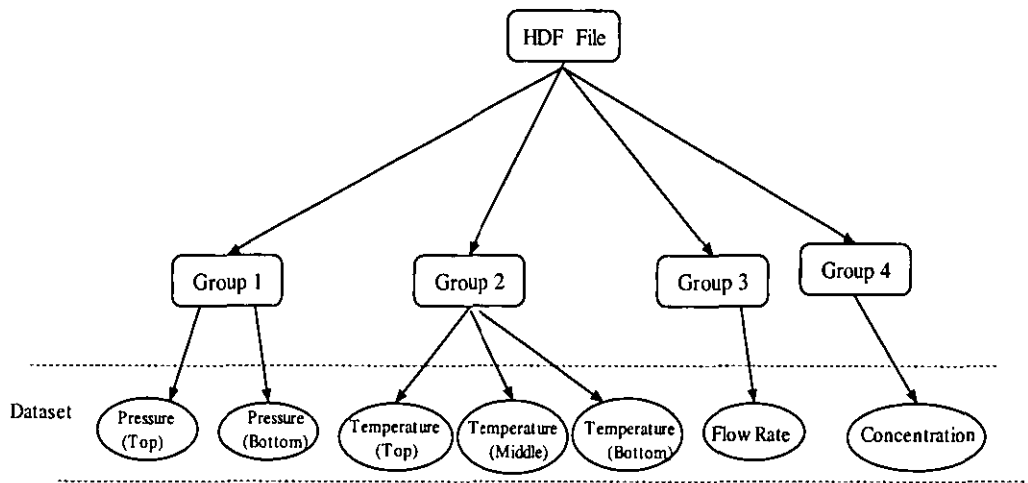 HDF File
Group 1
Group 2
Group 3
Group 4
Dataset
Pressure
(Top)
Pressure
(Bottom)
Temperature
(Top)
Temperature
(Middle)
Temperature
(Bottom)
Flow Rate
Concentration